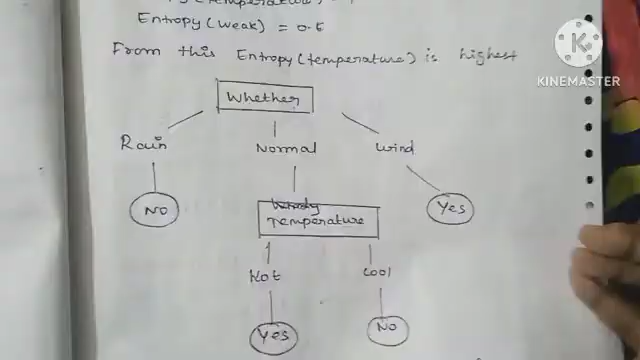 Entropy(weak) = 0.5
From this Entropy(temperature) is highest
KINEMASTER
Whether
Rain Normal Wind
NO Temperature Yes
Hot Cool
Yes NO